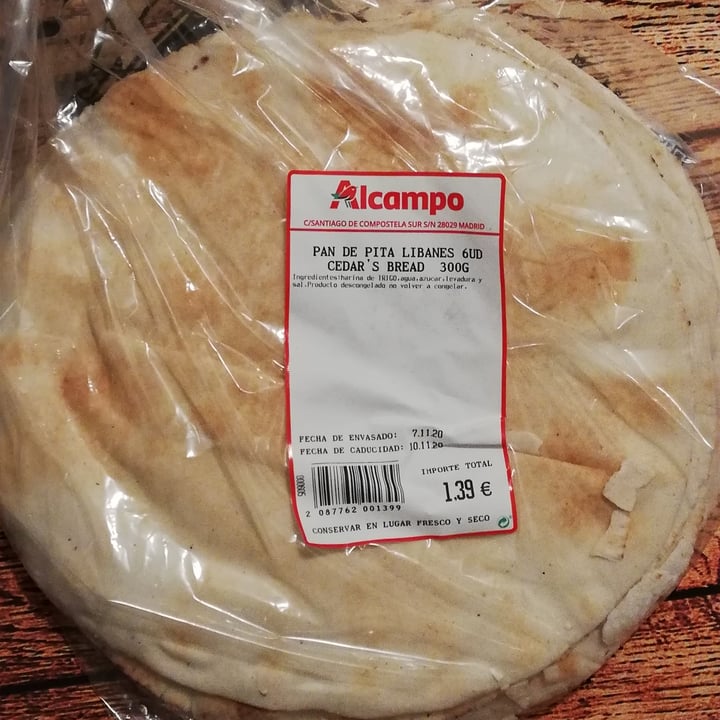 Alcampo
C/SANTIAGO DE COMPOSTELA SUR S/N 28029 MADRID
PAN DE PITA LIBANES 6UD
CEDAR'S BREAD 300G
Ingredientes:harina de TRIGO,agua,azucar,levadura y
sal.Producto descongelado no volver a congelar.
FECHA DE ENVASADO: 7.11.20
FECHA DE CADUCIDAD: 10.11.20
IMPORTE TOTAL
1.39 €
2 087762 001399
CONSERVAR EN LUGAR FRESCO Y SECO